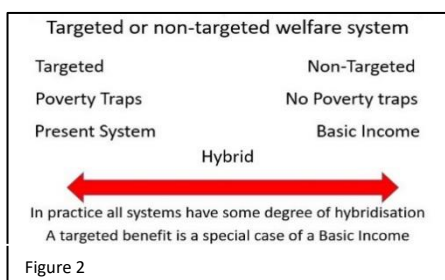 Targeted or non-targeted welfare system
Targeted Non-Targeted
Poverty Traps No Poverty traps
Present System Basic Income
Hybrid
In practice all systems have some degree of hybridisation
A targeted benefit is a special case of a Basic Income
Figure 2